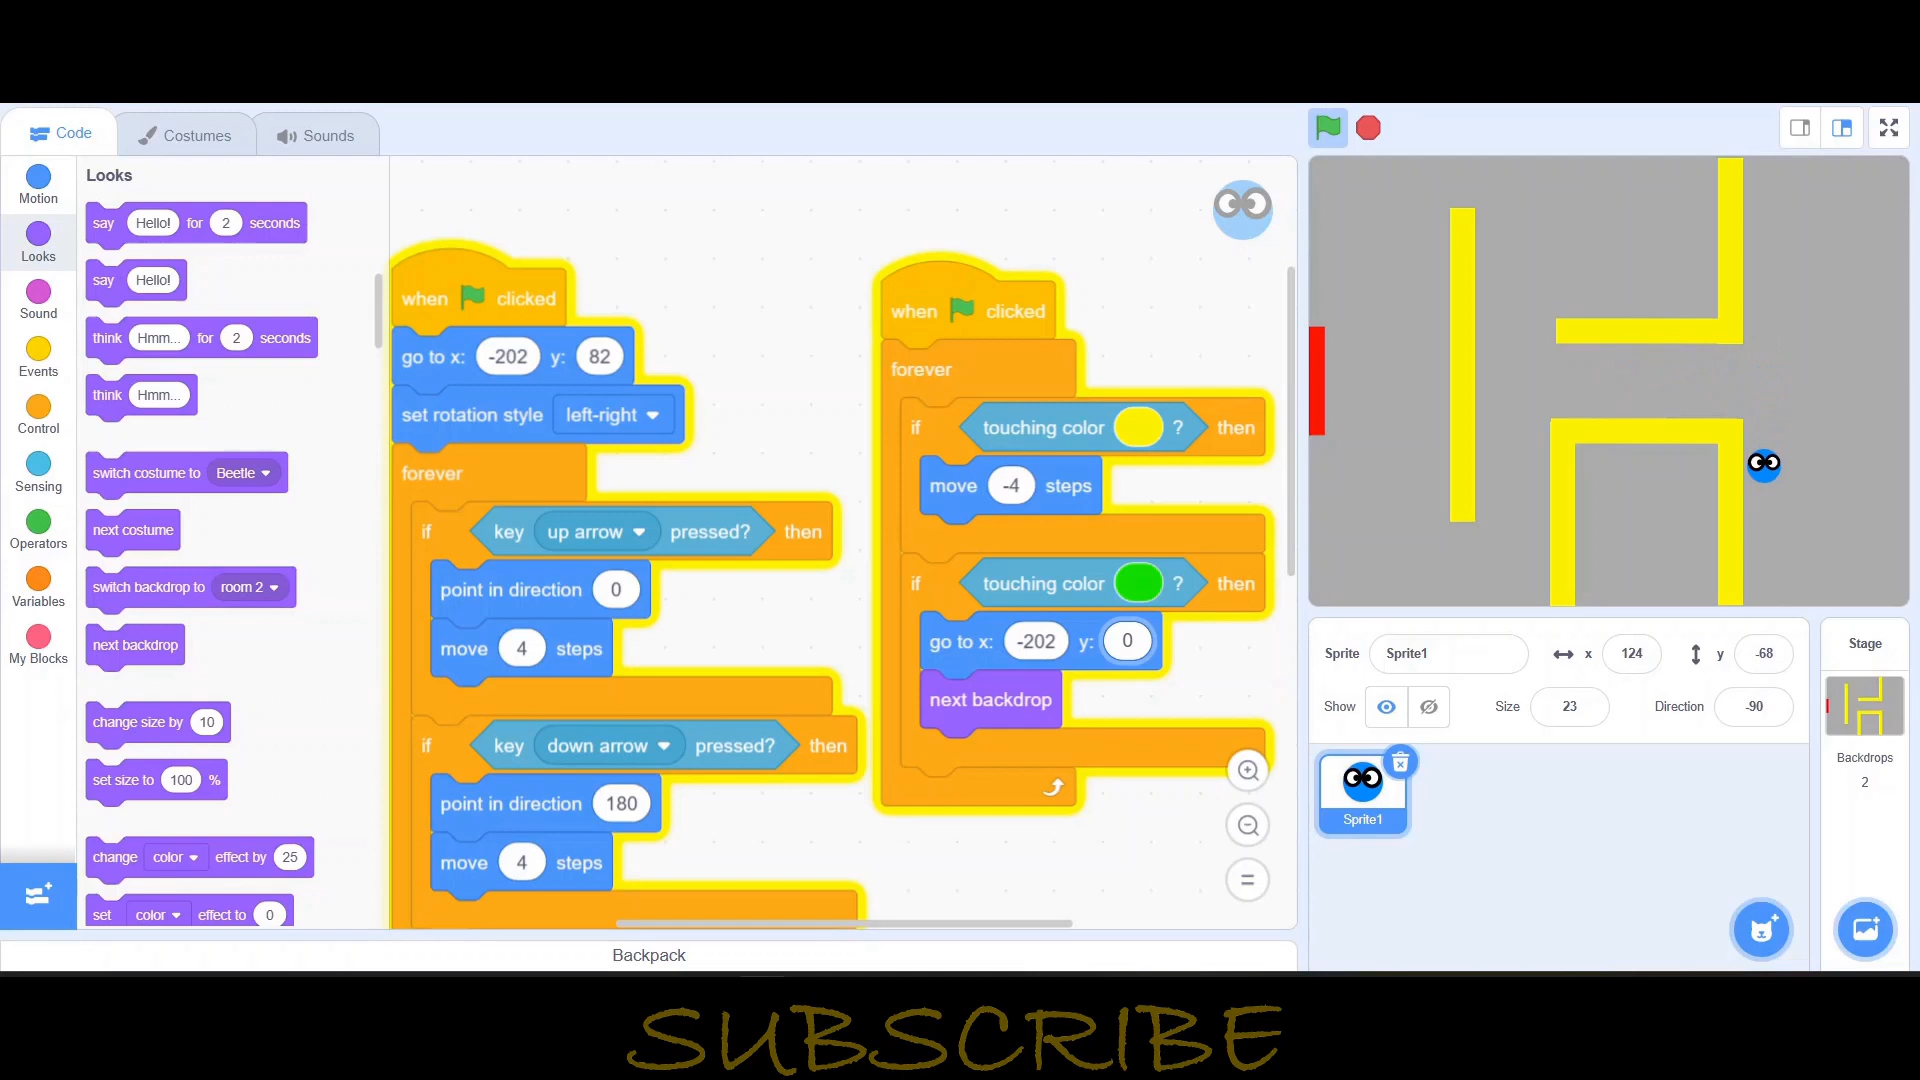 Code
Costumes
Sounds
Motion
Looks
Sound
Events
Control
Sensing
Operators
Variables
My Blocks
Looks
say Hello! for 2 seconds
say Hello!
think Hmm... for 2 seconds
think Hmm...
switch costume to Beetle
next costume
switch backdrop to room 2
next backdrop
change size by 10
set size to 100 %
change color effect by 25
set color effect to 0
when clicked
go to x: -202 y: 82
set rotation style left-right
forever
if key up arrow pressed? then
point in direction 0
move 4 steps
if key down arrow pressed? then
point in direction 180
move 4 steps
when clicked
forever
if touching color ? then
move -4 steps
if touching color ? then
go to x: -202 y: 0
next backdrop
Backpack
Sprite Sprite1 x 124 y -68
Show Size 23 Direction -90
Sprite1
Stage
Backdrops
2
SUBSCRIBE